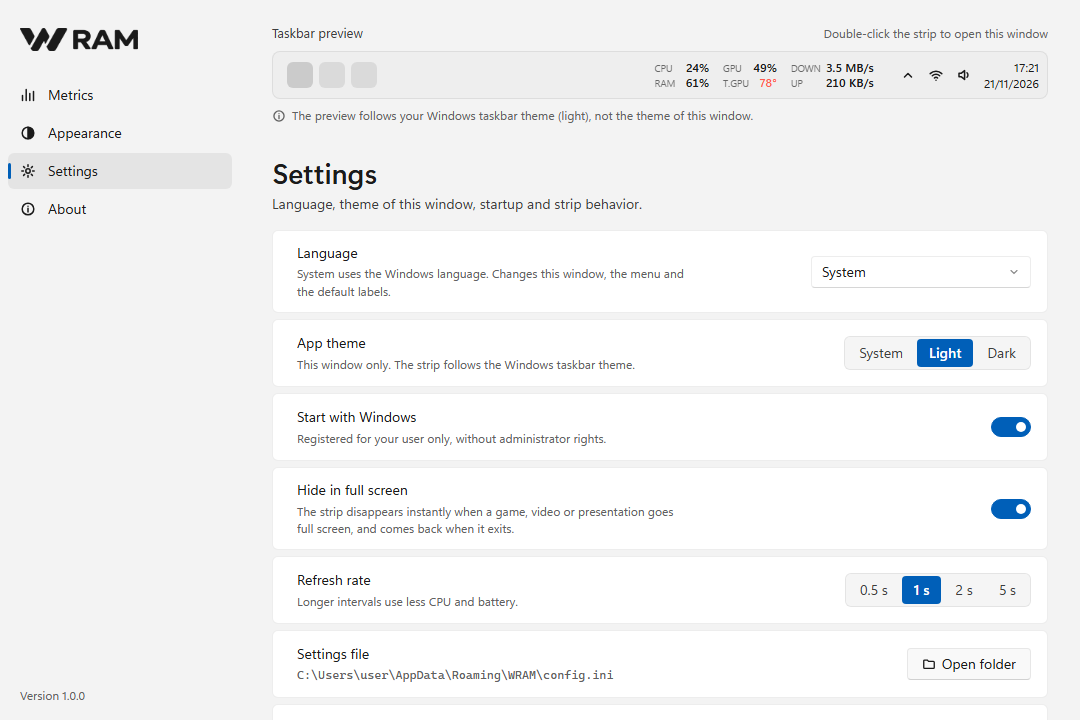 WRAM
Metrics
Appearance
Settings
About
Version 1.0.0
Taskbar preview
Double-click the strip to open this window
CPU 24% GPU 49% DOWN 3.5 MB/s
RAM 61% T.GPU 78° UP 210 KB/s
17:21
21/11/2026
The preview follows your Windows taskbar theme (light), not the theme of this window.
Settings
Language, theme of this window, startup and strip behavior.
Language
System uses the Windows language. Changes this window, the menu and
the default labels.
System
App theme
This window only. The strip follows the Windows taskbar theme.
System Light Dark
Start with Windows
Registered for your user only, without administrator rights.
Hide in full screen
The strip disappears instantly when a game, video or presentation goes
full screen, and comes back when it exits.
Refresh rate
Longer intervals use less CPU and battery.
0.5 s 1 s 2 s 5 s
Settings file
C:\Users\user\AppData\Roaming\WRAM\config.ini
Open folder